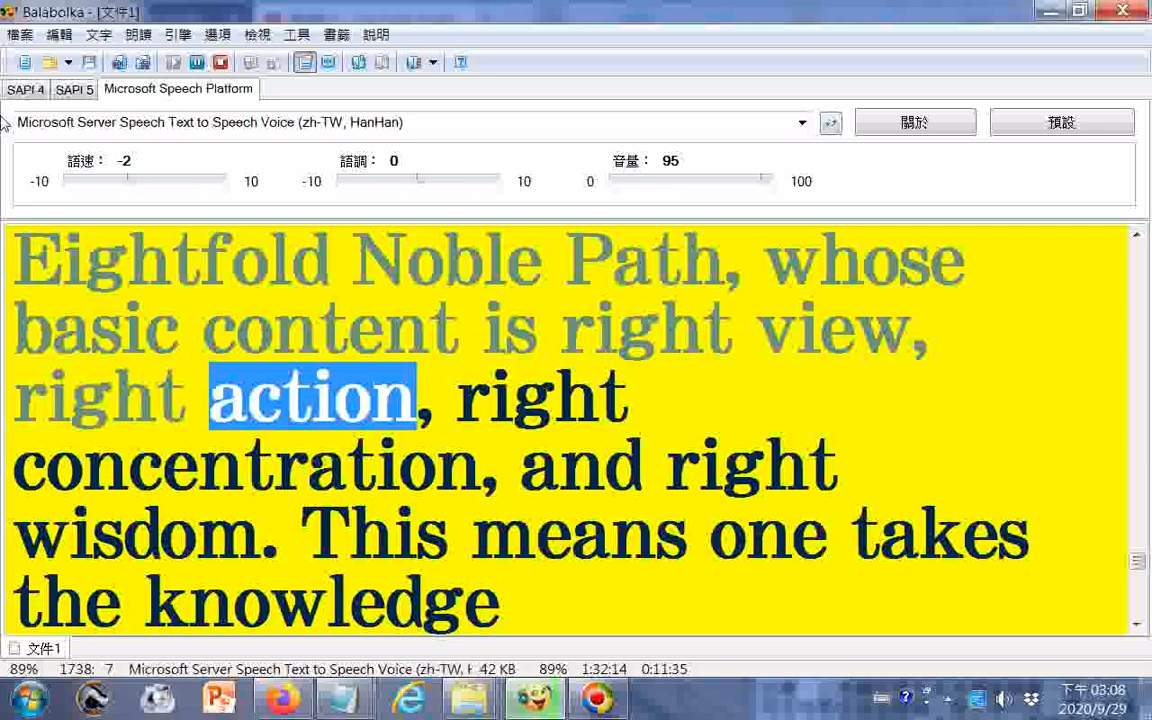 Balabolka - [文件1]
檔案 編輯 文字 朗讀 引擎 選項 檢視 工具 書籤 說明
SAPI 4 SAPI 5 Microsoft Speech Platform
Microsoft Server Speech Text to Speech Voice (zh-TW, HanHan) 關於 預設
語速： -2 語調： 0 音量： 95
-10 10 -10 10 0 100
Eightfold Noble Path, whose
basic content is right view,
right action, right
concentration, and right
wisdom. This means one takes
the knowledge
文件1
89% 1738: 7 Microsoft Server Speech Text to Speech Voice (zh-TW, 42 KB 89% 1:32:14 0:11:35
下午 03:08
2020/9/29